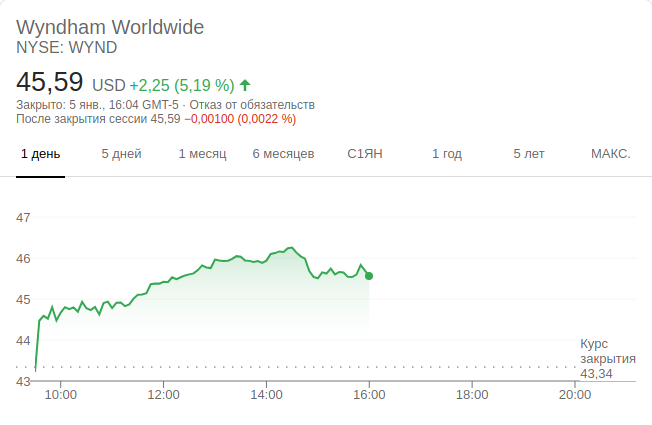 Wyndham Worldwide
NYSE: WYND
45,59 USD +2,25 (5,19 %)
Закрыто: 5 янв., 16:04 GMT-5 · Отказ от обязательств
После закрытия сессии 45,59 −0,00100 (0,0022 %)
1 день 5 дней 1 месяц 6 месяцев С1ЯН 1 год 5 лет МАКС.
47
46
45
44
Курс
закрытия
43,34
43
10:00 12:00 14:00 16:00 18:00 20:00